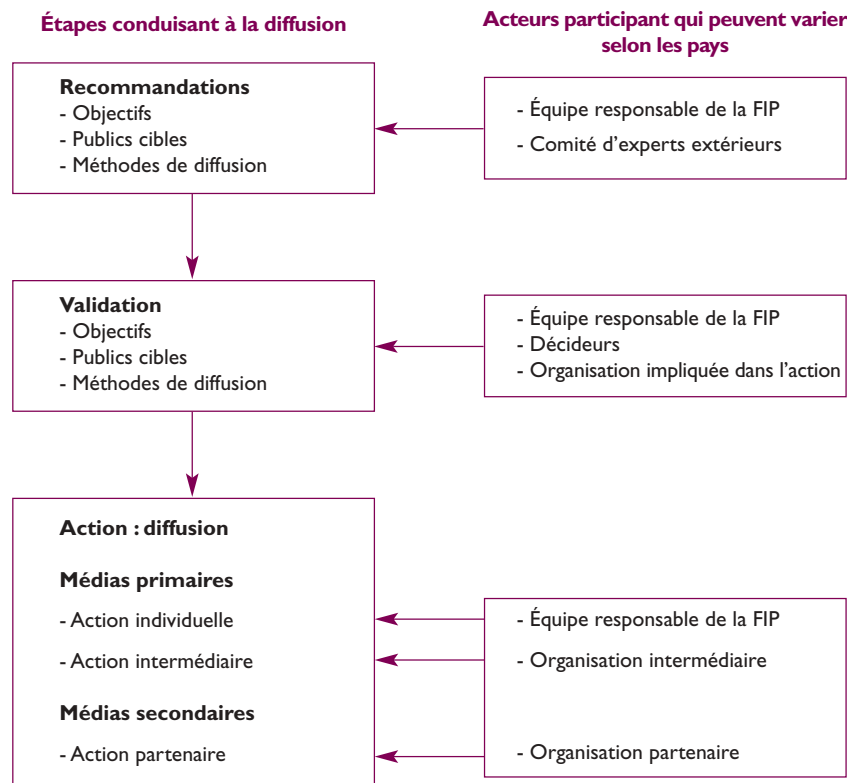 Étapes conduisant à la diffusion
Acteurs participant qui peuvent varier
selon les pays
Recommandations
- Objectifs
- Publics cibles
- Méthodes de diffusion
- Équipe responsable de la FIP
- Comité d'experts extérieurs
Validation
- Objectifs
- Publics cibles
- Méthodes de diffusion
- Équipe responsable de la FIP
- Décideurs
- Organisation impliquée dans l'action
Action : diffusion
Médias primaires
- Action individuelle
- Action intermédiaire
Médias secondaires
- Action partenaire
- Équipe responsable de la FIP
- Organisation intermédiaire
- Organisation partenaire